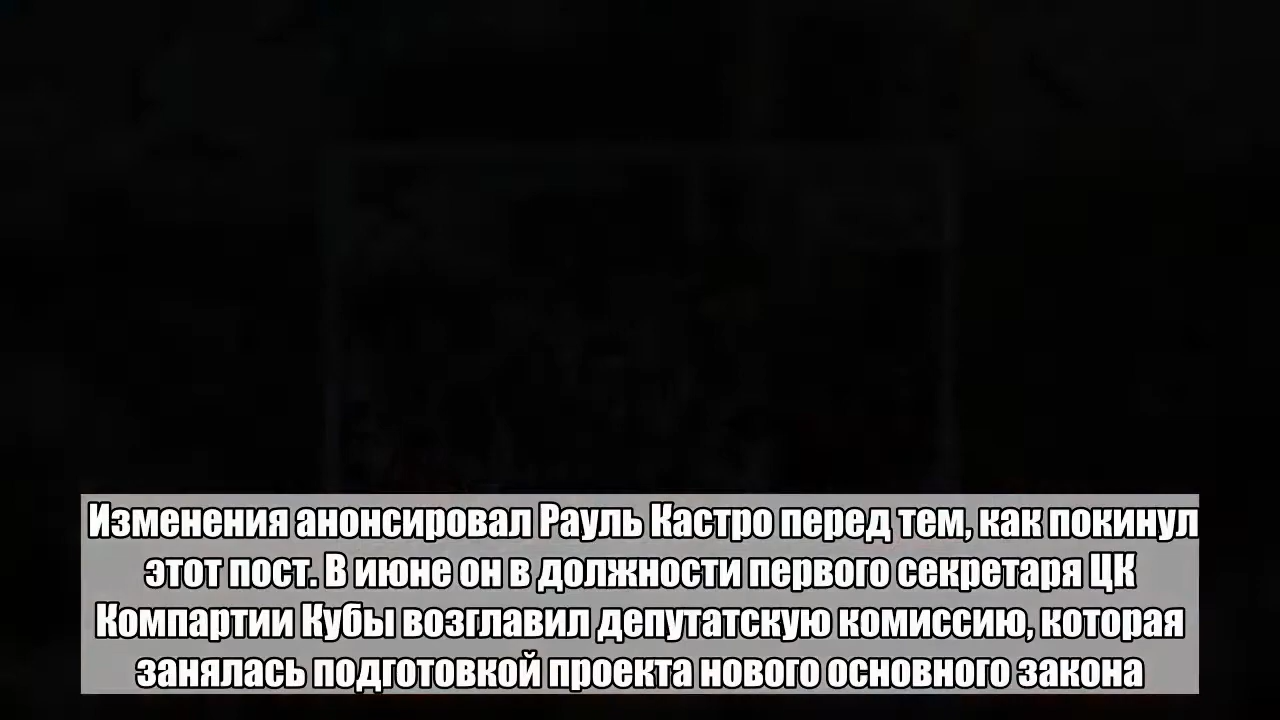 Изменения анонсировал Рауль Кастро перед тем, как покинул
этот пост. В июне он в должности первого секретаря ЦК
Компартии Кубы возглавил депутатскую комиссию, которая
занялась подготовкой проекта нового основного закона